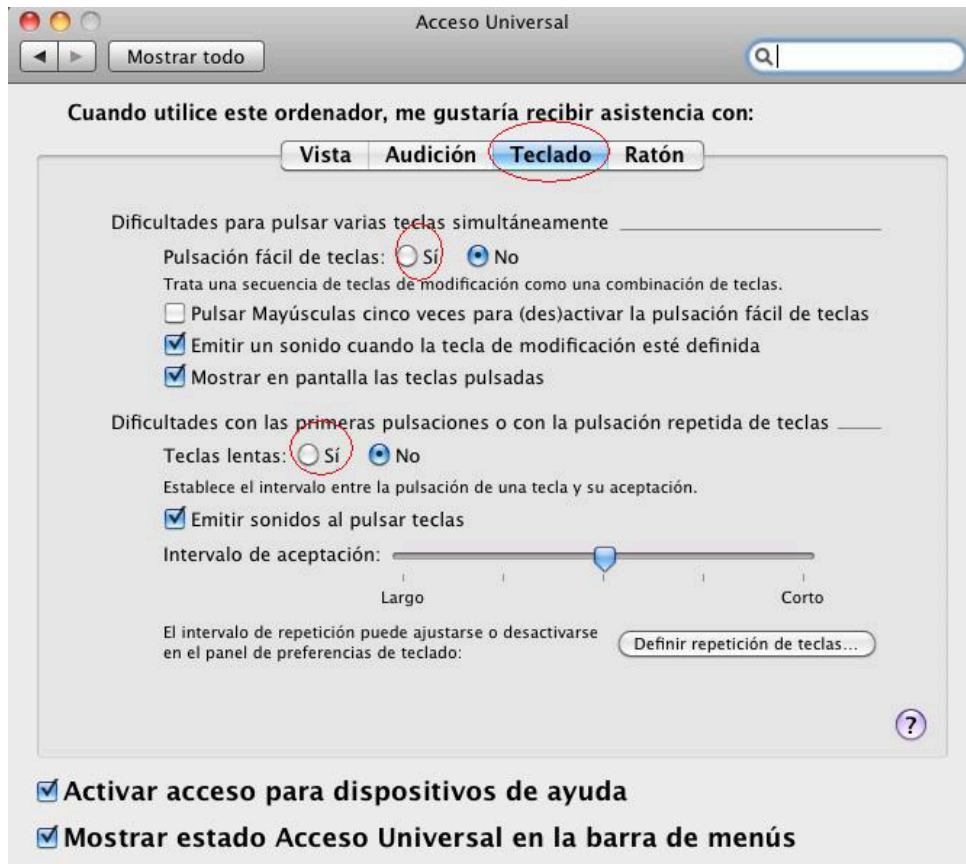 Acceso Universal
Mostrar todo
Cuando utilice este ordenador, me gustaría recibir asistencia con:
Vista Audición Teclado Ratón
Dificultades para pulsar varias teclas simultáneamente
Pulsación fácil de teclas: Sí No
Trata una secuencia de teclas de modificación como una combinación de teclas.
Pulsar Mayúsculas cinco veces para (des)activar la pulsación fácil de teclas
Emitir un sonido cuando la tecla de modificación esté definida
Mostrar en pantalla las teclas pulsadas
Dificultades con las primeras pulsaciones o con la pulsación repetida de teclas
Teclas lentas: Sí No
Establece el intervalo entre la pulsación de una tecla y su aceptación.
Emitir sonidos al pulsar teclas
Intervalo de aceptación:
Largo Corto
El intervalo de repetición puede ajustarse o desactivarse
en el panel de preferencias de teclado:
Definir repetición de teclas...
?
Activar acceso para dispositivos de ayuda
Mostrar estado Acceso Universal en la barra de menús